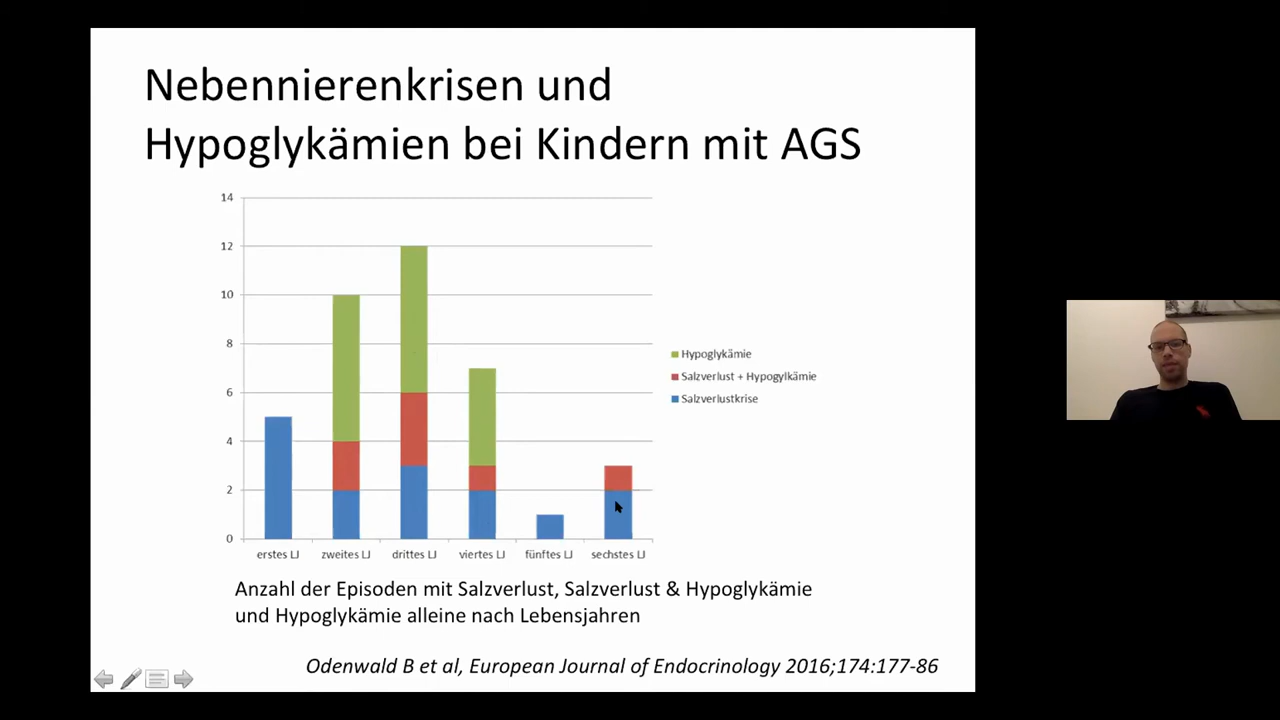 Nebennierenkrisen und
Hypoglykämien bei Kindern mit AGS
14
12
10
8
6
4
2
0
erstes LJ zweites LJ drittes LJ viertes LJ fünftes LJ sechstes LJ
Hypoglykämie
Salzverlust + Hypogylkämie
Salzverlustkrise
Anzahl der Episoden mit Salzverlust, Salzverlust & Hypoglykämie
und Hypoglykämie alleine nach Lebensjahren
Odenwald B et al, European Journal of Endocrinology 2016;174:177-86